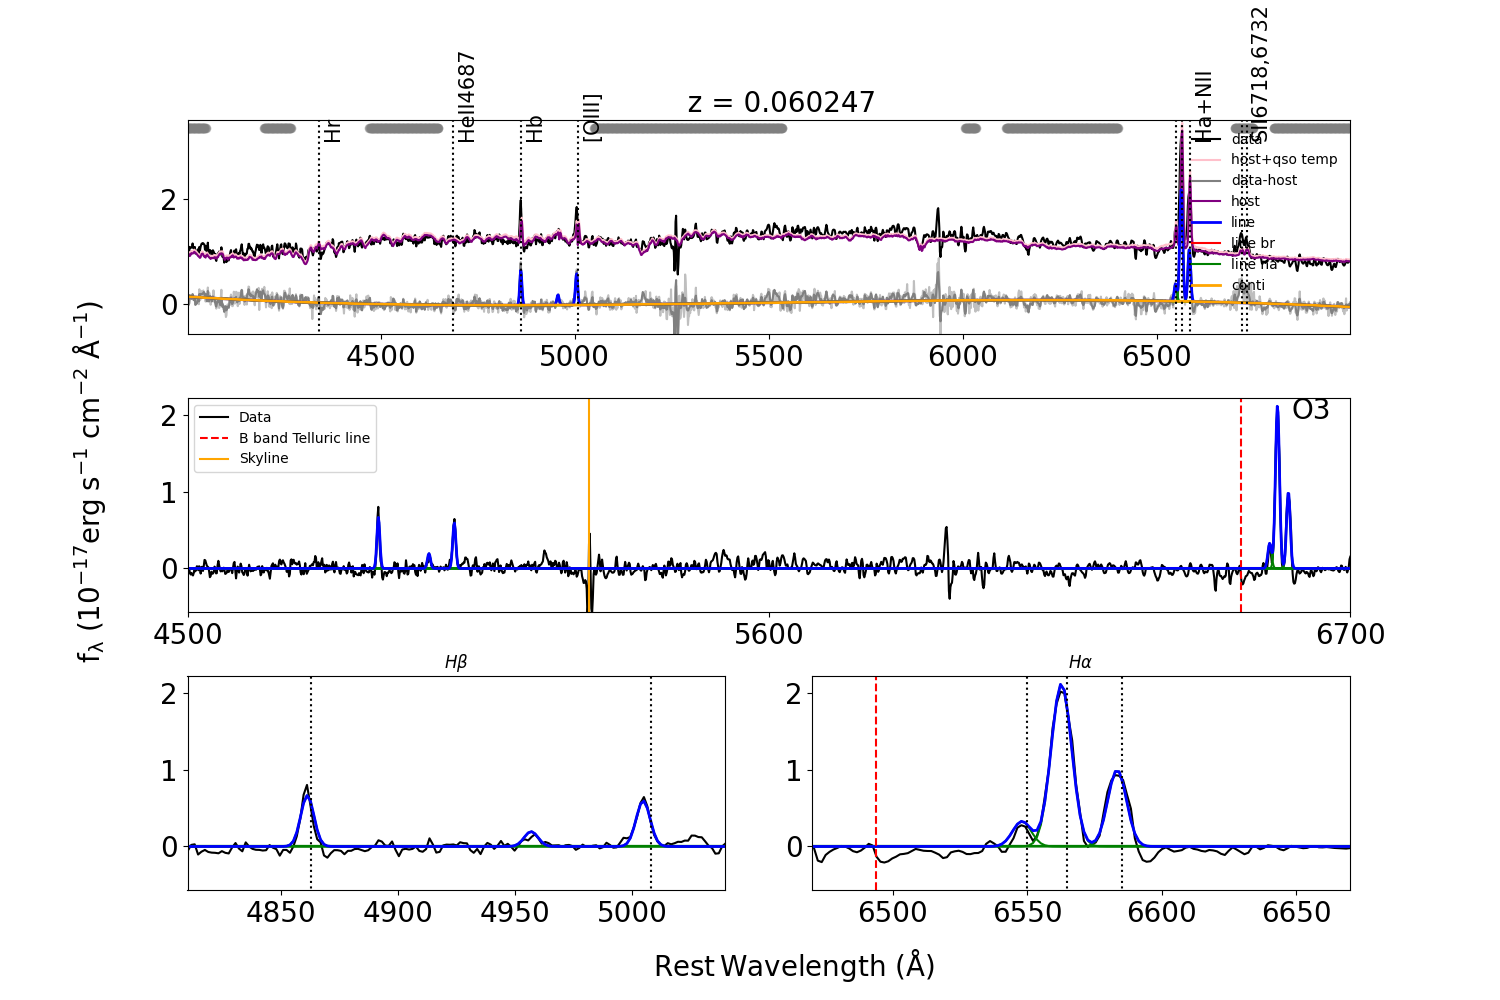 z = 0.060247
Hr
HeII4687
Hb
[OIII]
Ha+NII
SII6718,6732
data
host+qso temp
data-host
host
line
line br
line na
conti
2
0
4500 5000 5500 6000 6500
f_λ (10⁻¹⁷erg s⁻¹ cm⁻² Å⁻¹)
Data
B band Telluric line
Skyline
O3
2
1
0
4500 5600 6700
Hβ
2
1
0
4850 4900 4950 5000
Hα
2
1
0
6500 6550 6600 6650
Rest Wavelength (Å)